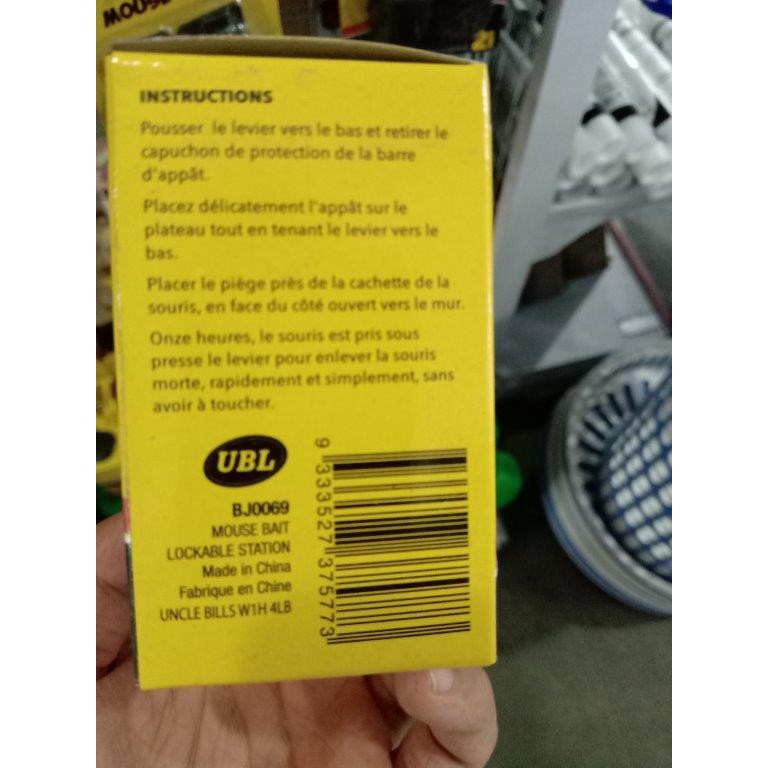 MOUSE
21
INSTRUCTIONS
Pousser le levier vers le bas et retirer le
capuchon de protection de la barre
d'appât.
Placez délicatement l'appât sur le
plateau tout en tenant le levier vers le
bas.
Placer le piège près de la cachette de la
souris, en face du côté ouvert vers le mur.
Onze heures, le souris est pris sous
presse le levier pour enlever la souris
morte, rapidement et simplement, sans
avoir à toucher.
UBL
BJ0069
MOUSE BAIT
LOCKABLE STATION
Made in China
Fabrique en Chine
UNCLE BILLS W1H 4LB
9 333527 375773